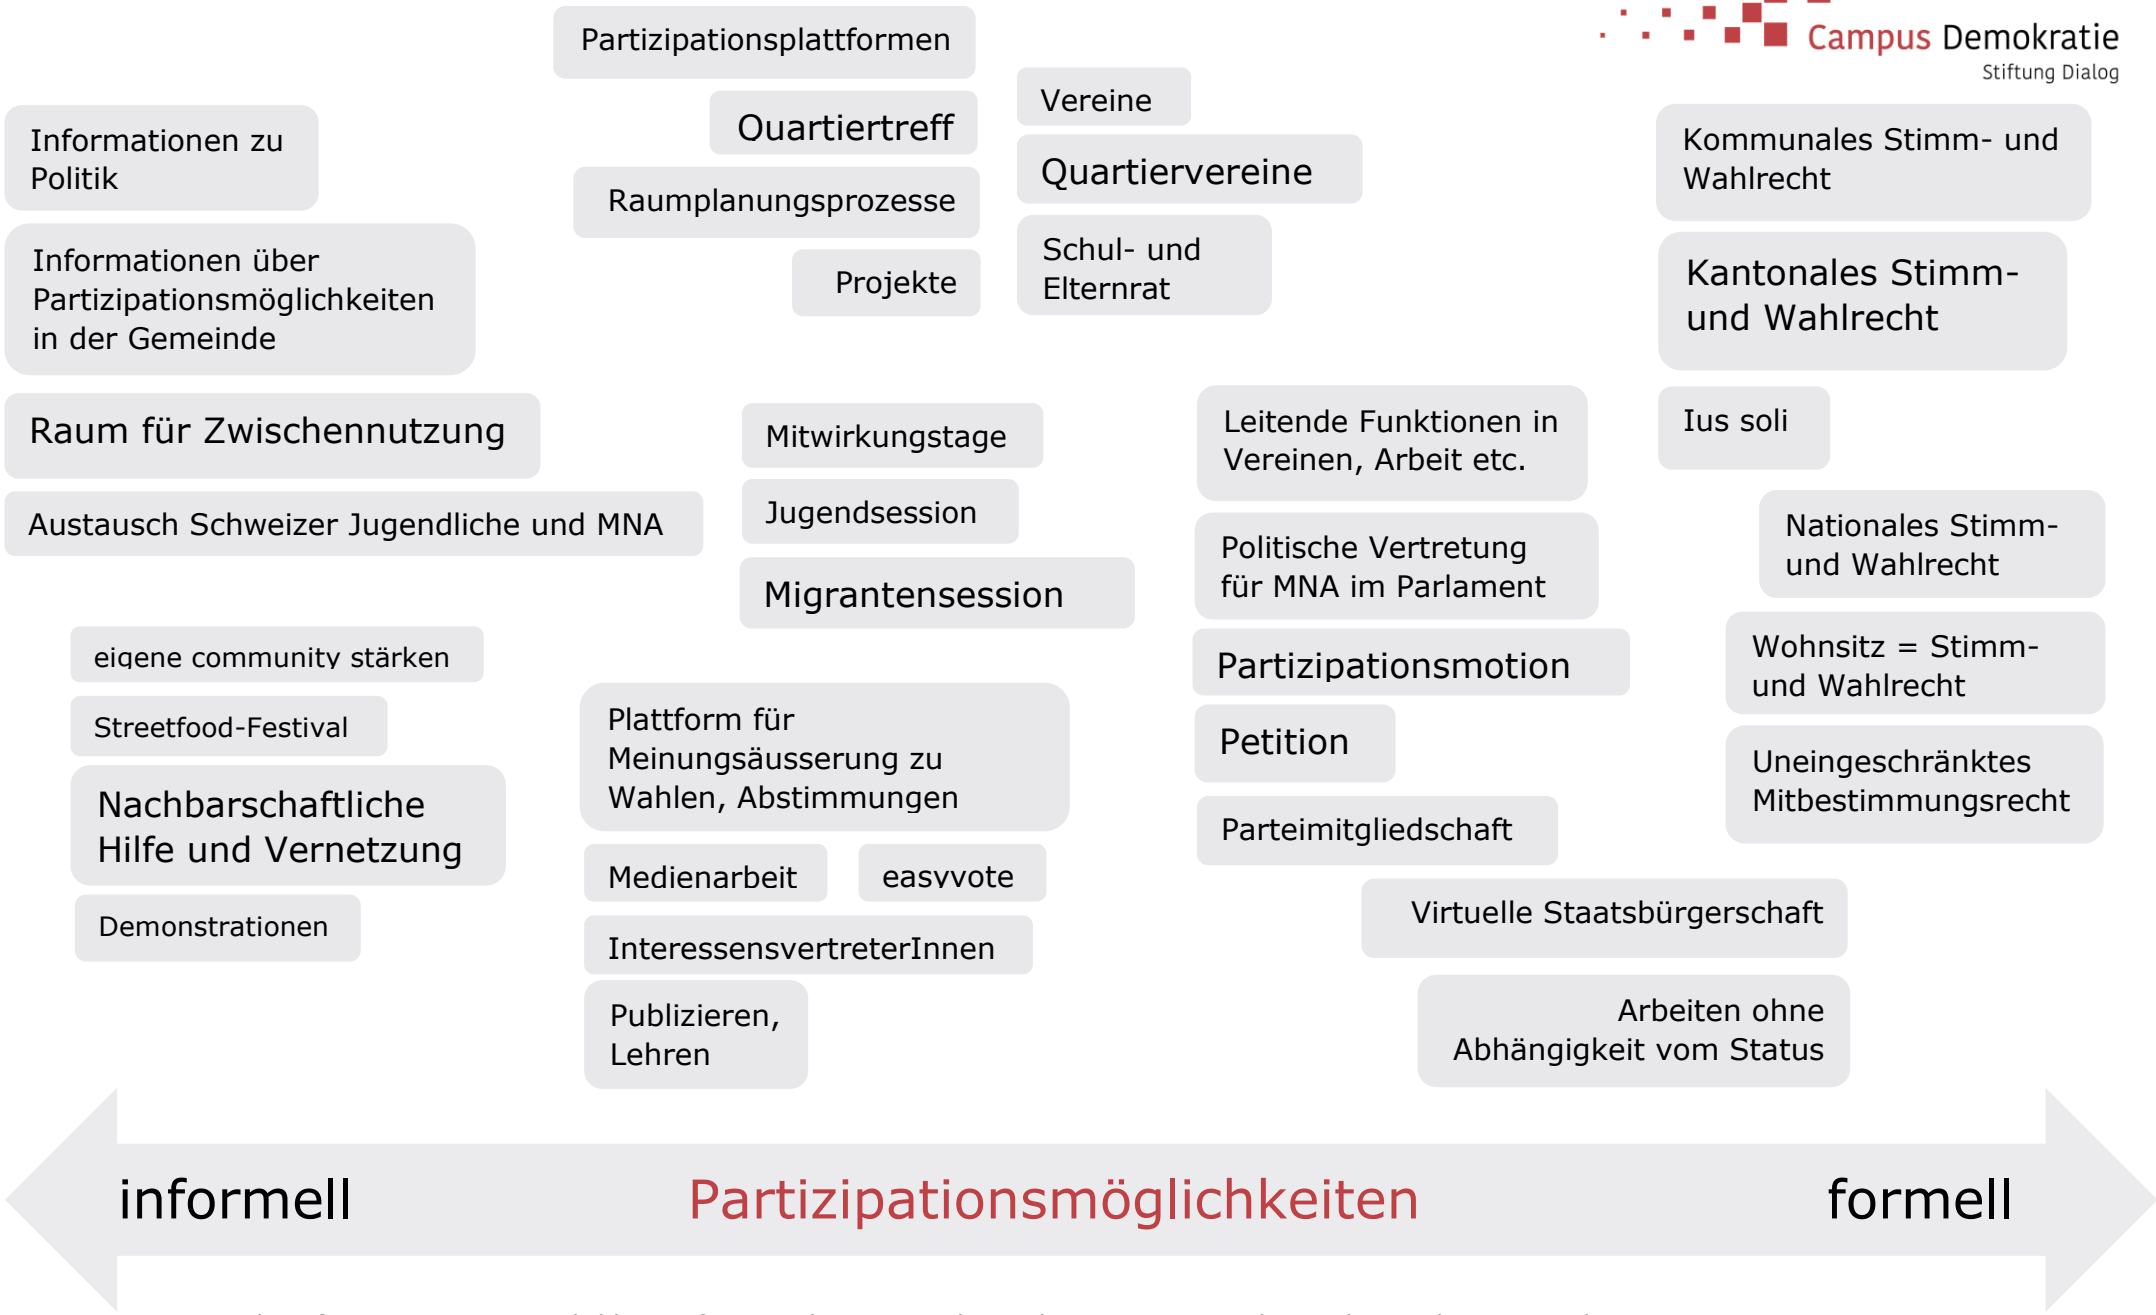 Campus Demokratie
Stiftung Dialog
Partizipationsplattformen
Quartiertreff
Raumplanungsprozesse
Projekte
Vereine
Quartiervereine
Schul- und
Elternrat
Informationen zu
Politik
Informationen über
Partizipationsmöglichkeiten
in der Gemeinde
Raum für Zwischennutzung
Austausch Schweizer Jugendliche und MNA
Kommunales Stimm- und
Wahlrecht
Kantonales Stimm-
und Wahlrecht
Ius soli
Mitwirkungstage
Jugendsession
Migrantensession
Leitende Funktionen in
Vereinen, Arbeit etc.
Politische Vertretung
für MNA im Parlament
Partizipationsmotion
Petition
Parteimitgliedschaft
Nationales Stimm-
und Wahlrecht
Wohnsitz = Stimm-
und Wahlrecht
Uneingeschränktes
Mitbestimmungsrecht
eigene community stärken
Streetfood-Festival
Nachbarschaftliche
Hilfe und Vernetzung
Demonstrationen
Plattform für
Meinungsäusserung zu
Wahlen, Abstimmungen
Medienarbeit
easyvote
InteressensvertreterInnen
Publizieren,
Lehren
Virtuelle Staatsbürgerschaft
Arbeiten ohne
Abhängigkeit vom Status
informell
Partizipationsmöglichkeiten
formell